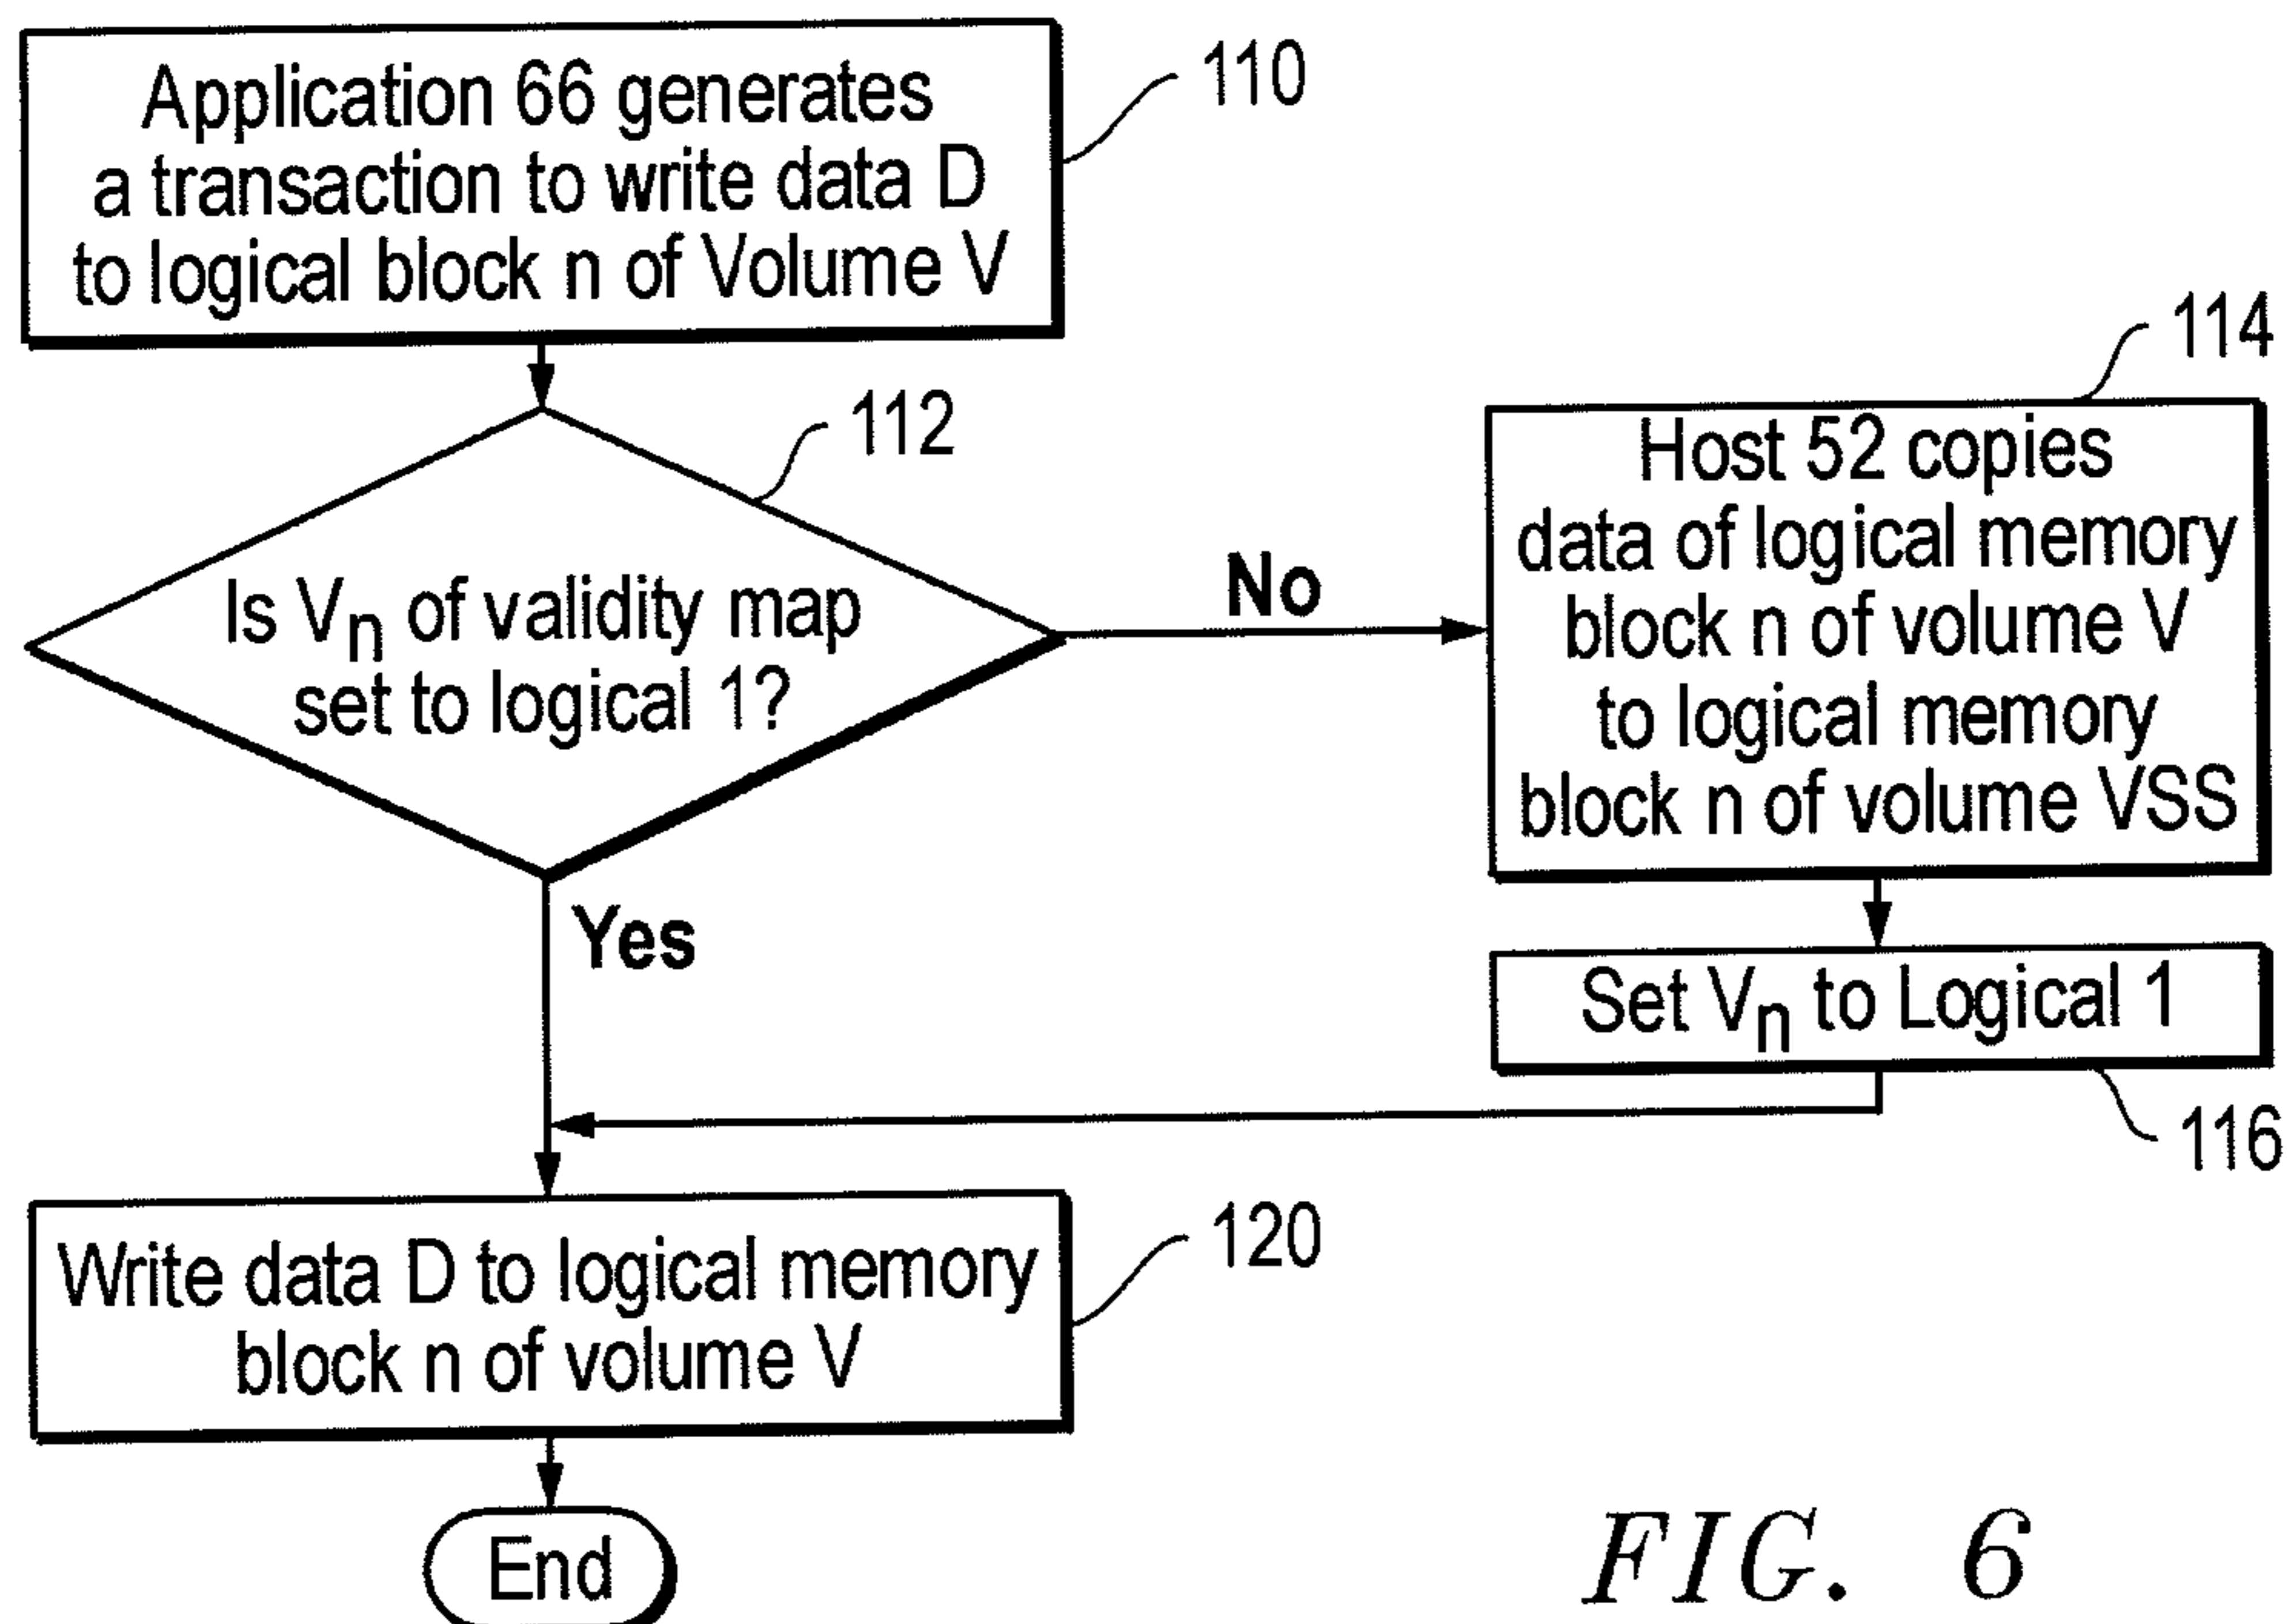 Application 66 generates
a transaction to write data D
to logical block n of Volume V
110
112
Is Vn of validity map
set to logical 1?
No
Yes
114
Host 52 copies
data of logical memory
block n of volume V
to logical memory
block n of volume VSS
Set Vn to Logical 1
116
Write data D to logical memory
block n of volume V
120
End
FIG. 6